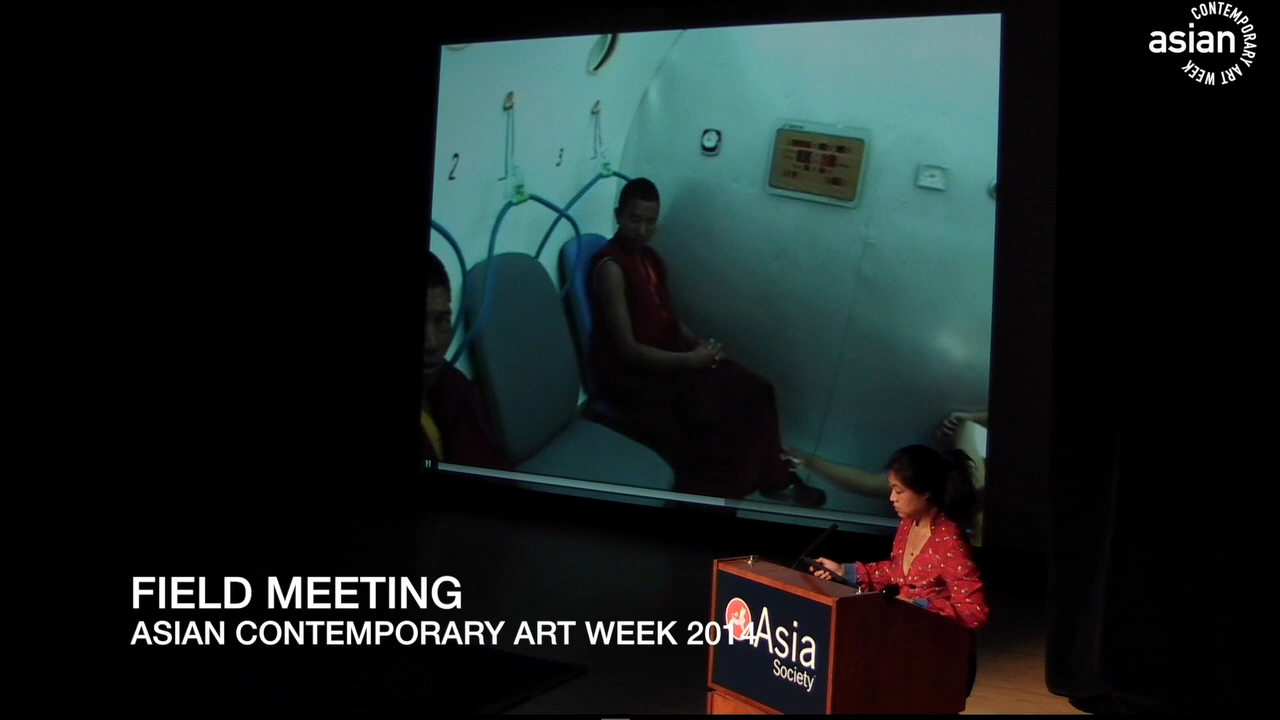 asian
CONTEMPORARY ART WEEK
2
3
FIELD MEETING
ASIAN CONTEMPORARY ART WEEK 2014
Asia
Society